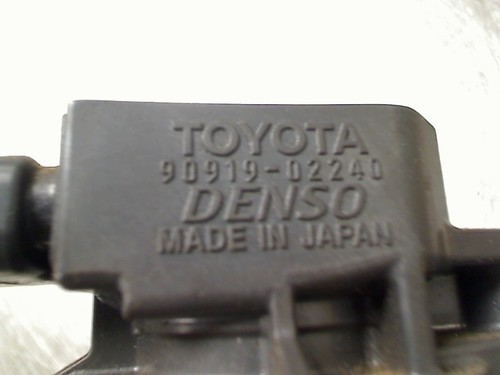 TOYOTA
90919-02240
DENSO
MADE IN JAPAN